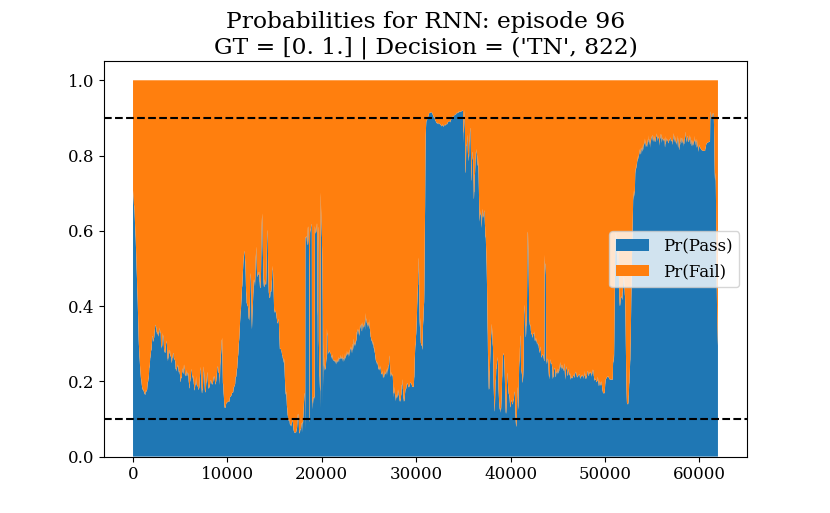 Probabilities for RNN: episode 96
GT = [0. 1.] | Decision = ('TN', 822)
1.0
0.8
0.6
0.4
0.2
0.0
Pr(Pass)
Pr(Fail)
0 10000 20000 30000 40000 50000 60000